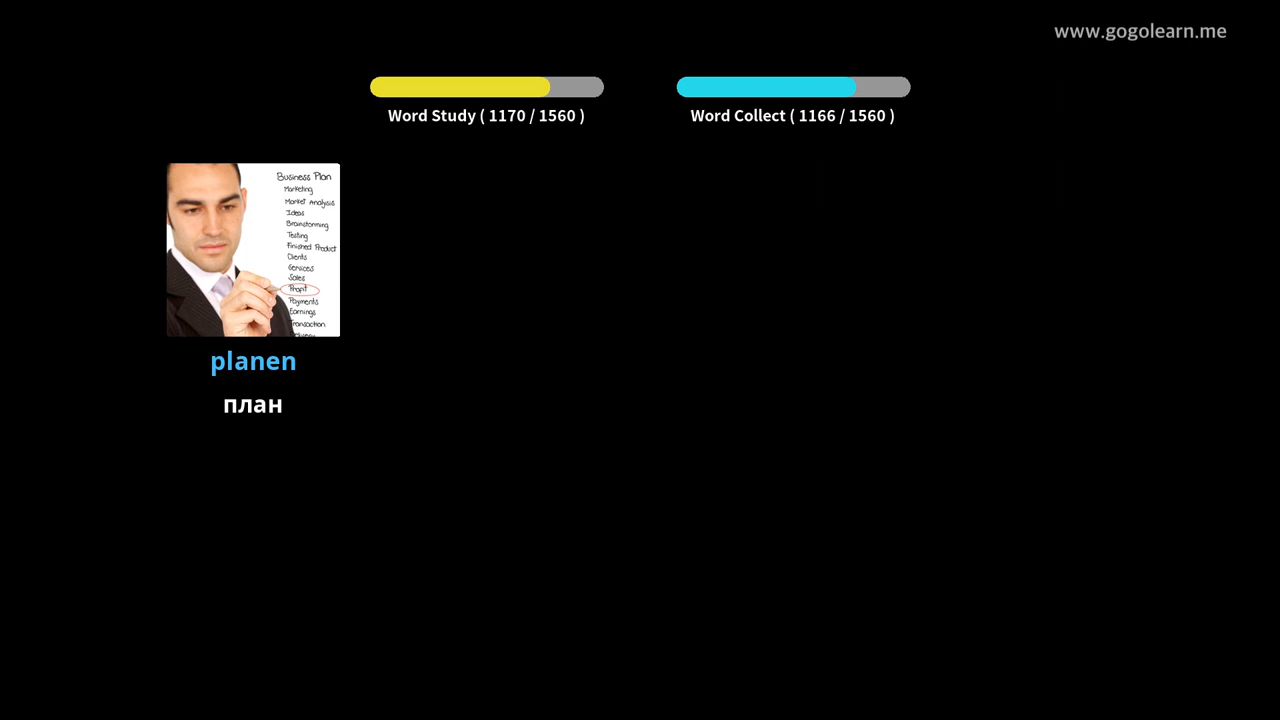 www.gogolearn.me
Word Study ( 1170 / 1560 )
Word Collect ( 1166 / 1560 )
Business Plan
Marketing
Market Analysis
Ideas
Brainstorming
Testing
Finished Product
Clients
Services
Sales
Profit
Payments
Earnings
Transaction
planen
план